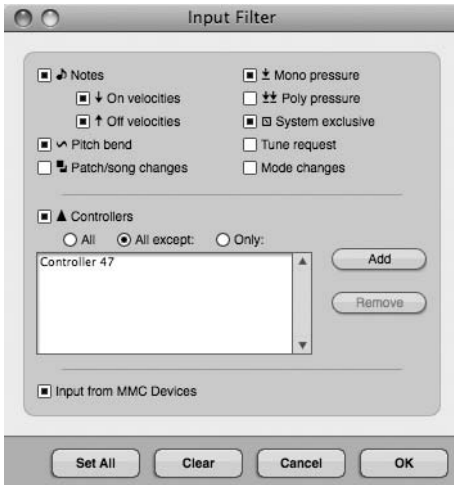 Input Filter
Notes
On velocities
Off velocities
Pitch bend
Patch/song changes
Mono pressure
Poly pressure
System exclusive
Tune request
Mode changes
Controllers
All All except: Only:
Controller 47
Add
Remove
Input from MMC Devices
Set All Clear Cancel OK